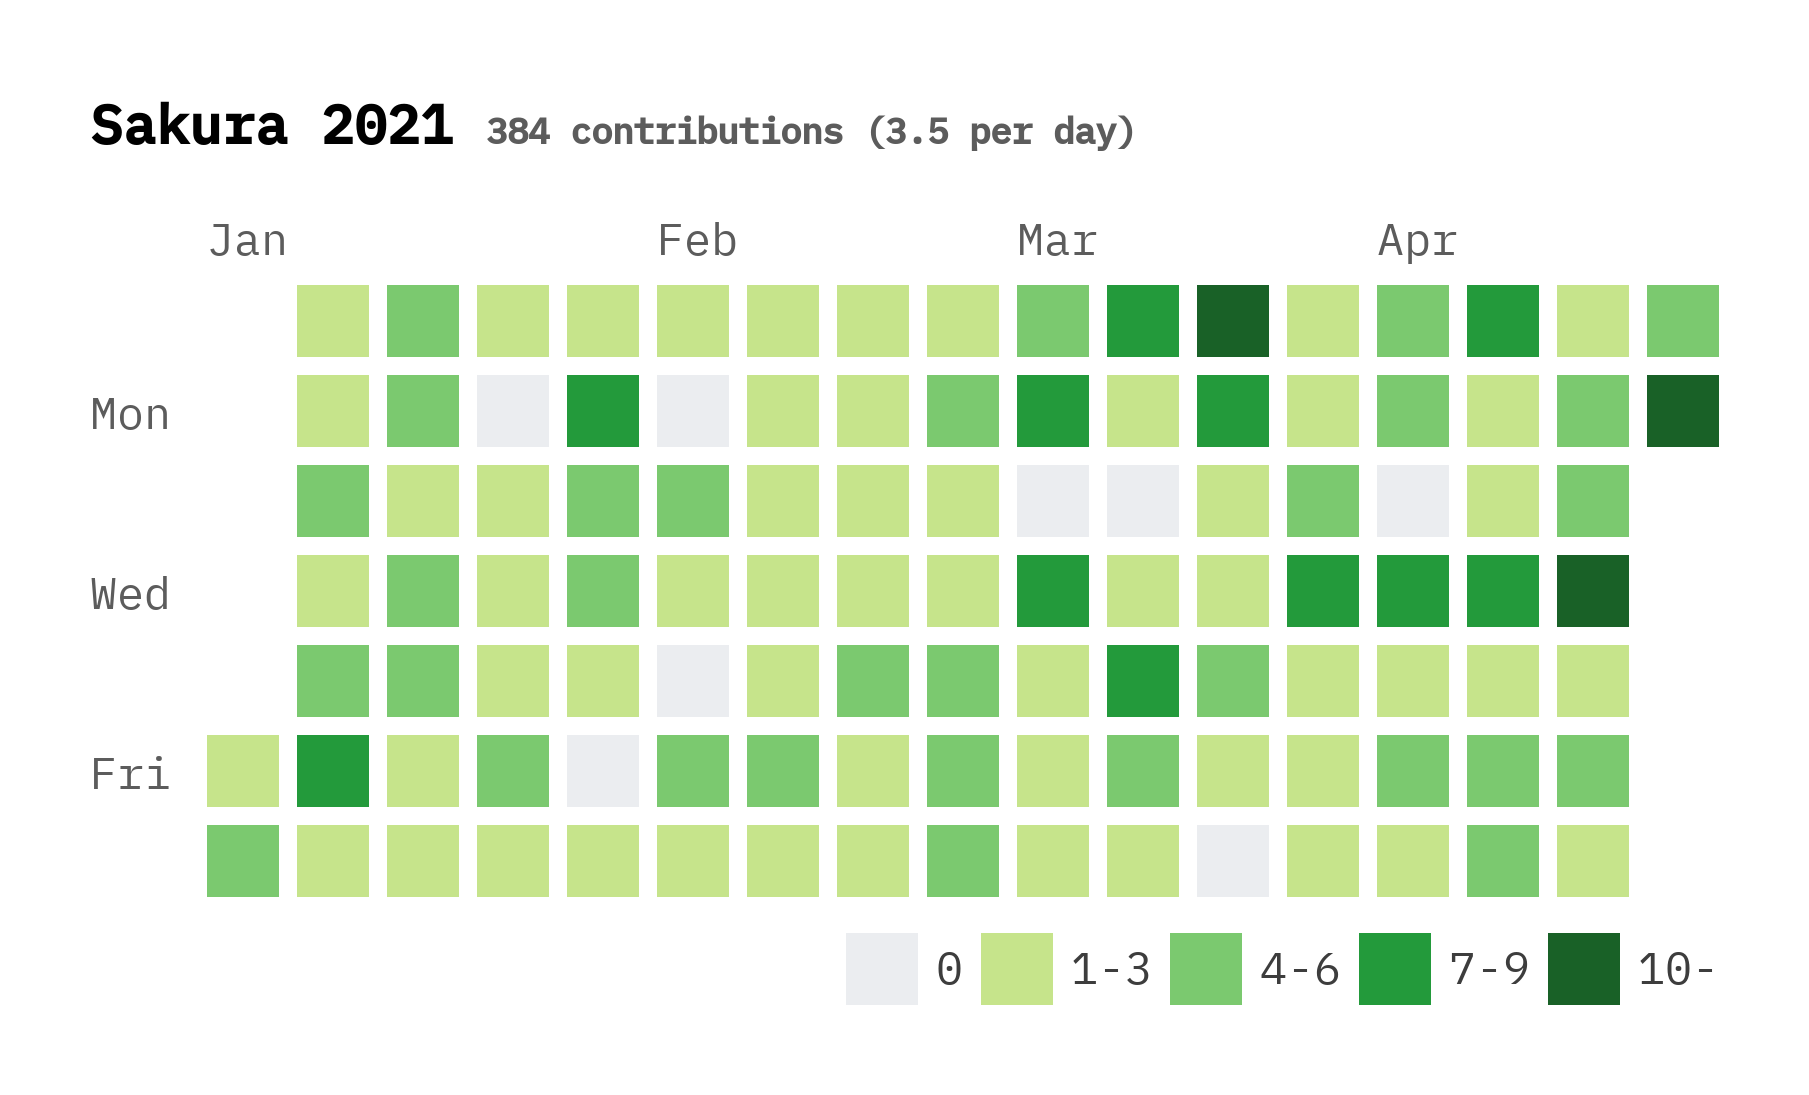 Sakura 2021 384 contributions (3.5 per day)
Jan Feb Mar Apr
Mon
Wed
Fri
0 1-3 4-6 7-9 10-